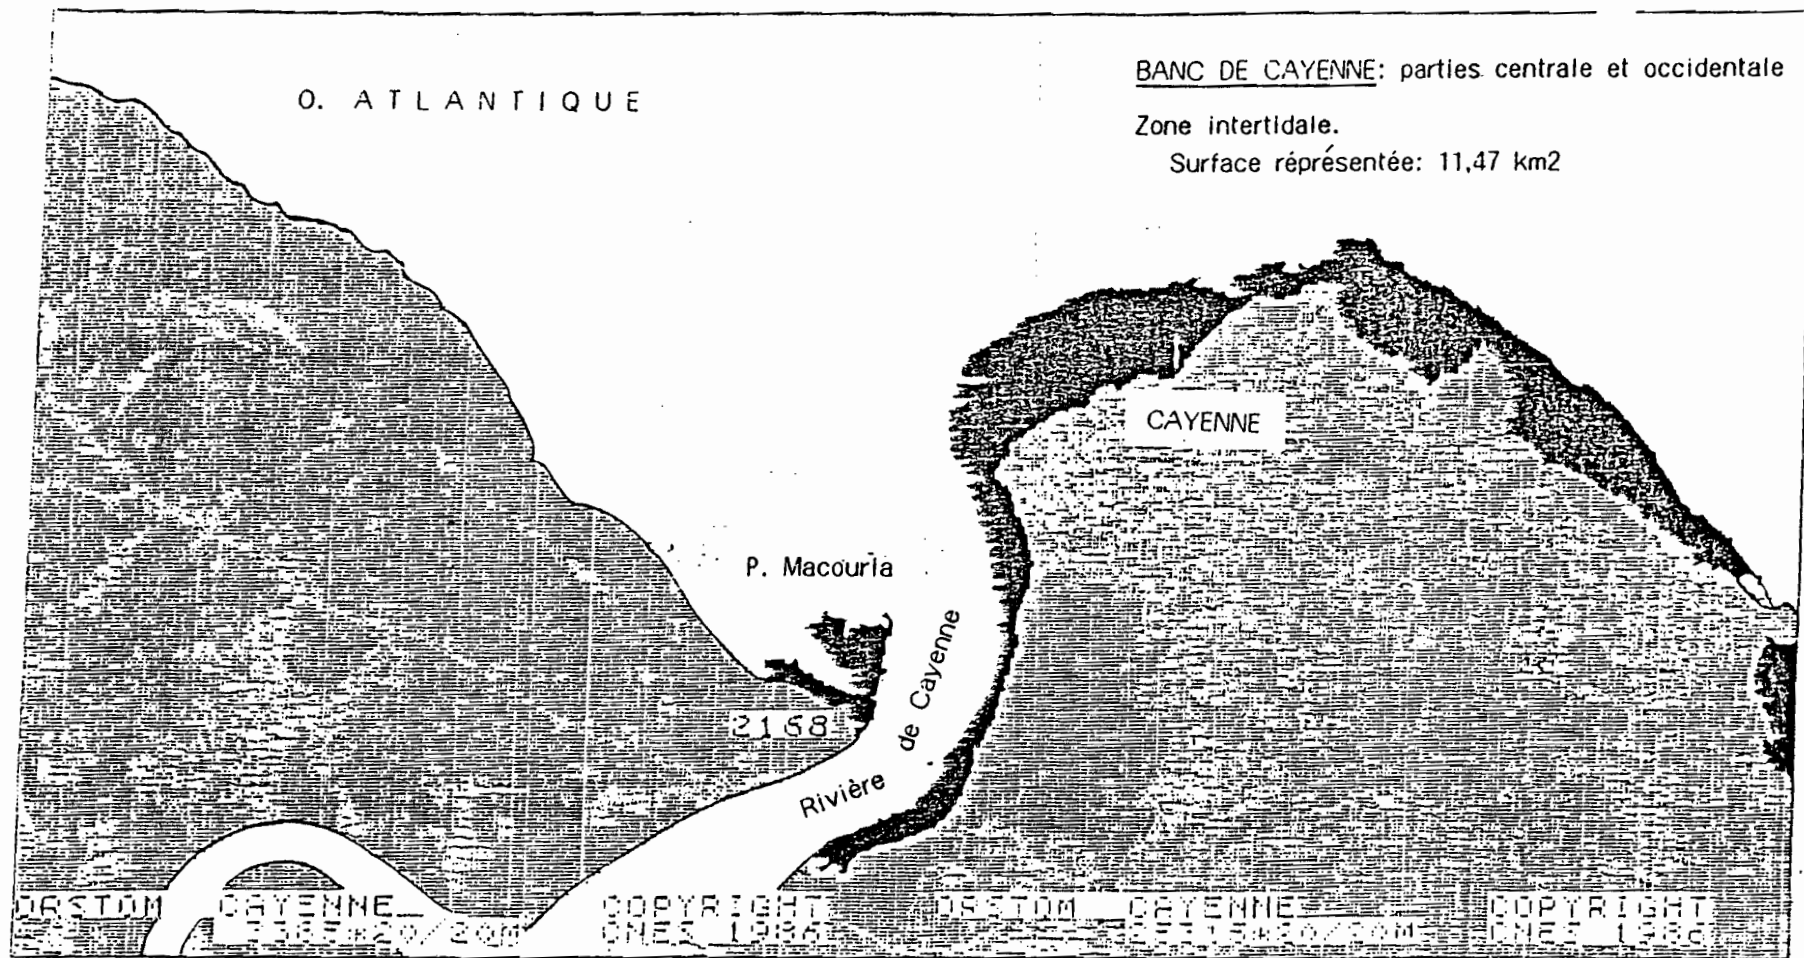 BANC DE CAYENNE: parties centrale et occidentale
O. ATLANTIQUE
Zone intertidale.
Surface réprésentée: 11,47 km2
CAYENNE
P. Macouria
Rivière de Cayenne
2168
ORSTOM CAYENNE COPYRIGHT ORSTOM CAYENNE COPYRIGHT
CNES 1986 CNES 1986